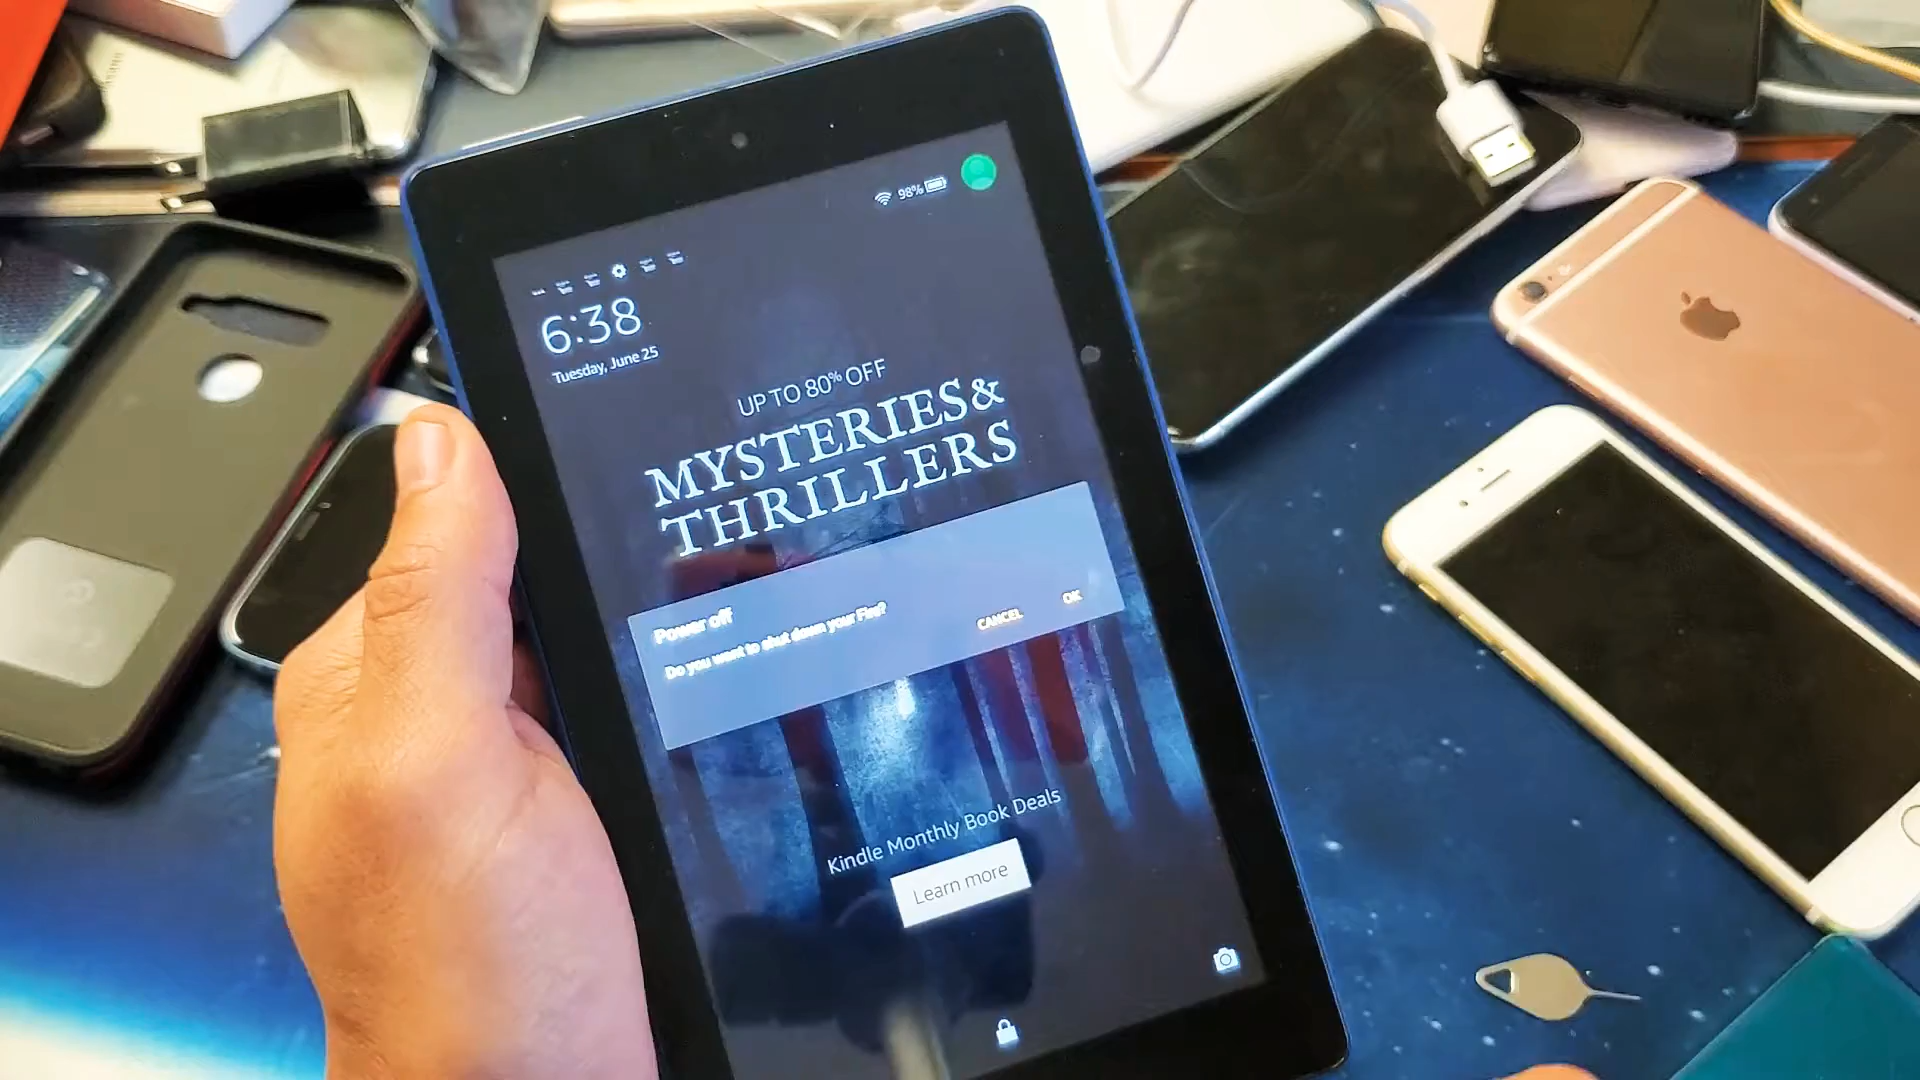 98%
6:38
Tuesday, June 25
UP TO 80% OFF
MYSTERIES &
THRILLERS
Power off
Do you want to shut down your Fire?
CANCEL
OK
Kindle Monthly Book Deals
Learn more